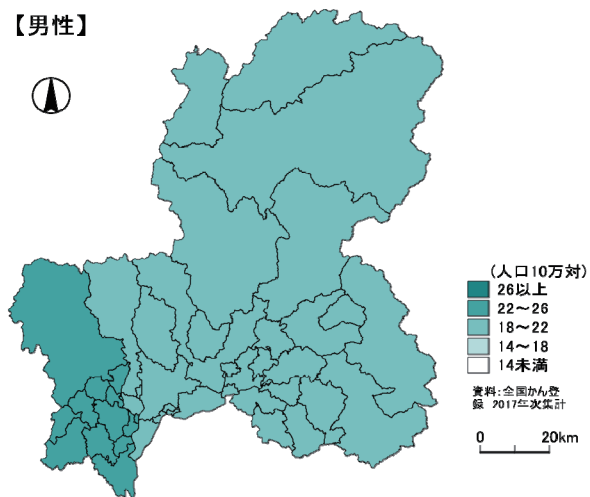 【男性】
(人口10万対)
26以上
22～26
18～22
14～18
14未満
資料:全国がん登
録 2017年次集計
0 20km